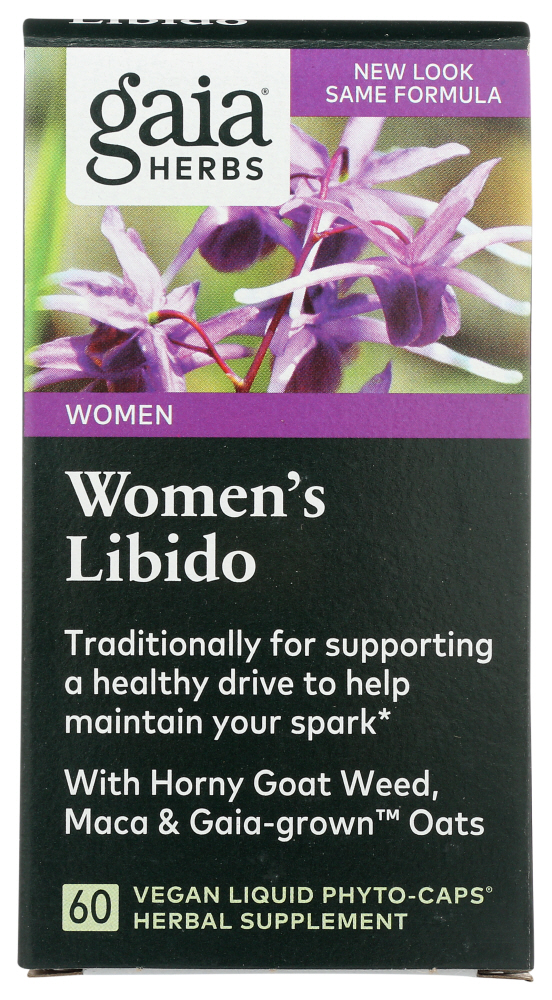 Libido
gaia®
HERBS
NEW LOOK
SAME FORMULA
WOMEN
Women's
Libido
Traditionally for supporting
a healthy drive to help
maintain your spark*
With Horny Goat Weed,
Maca & Gaia-grown™ Oats
60 VEGAN LIQUID PHYTO-CAPS®
HERBAL SUPPLEMENT